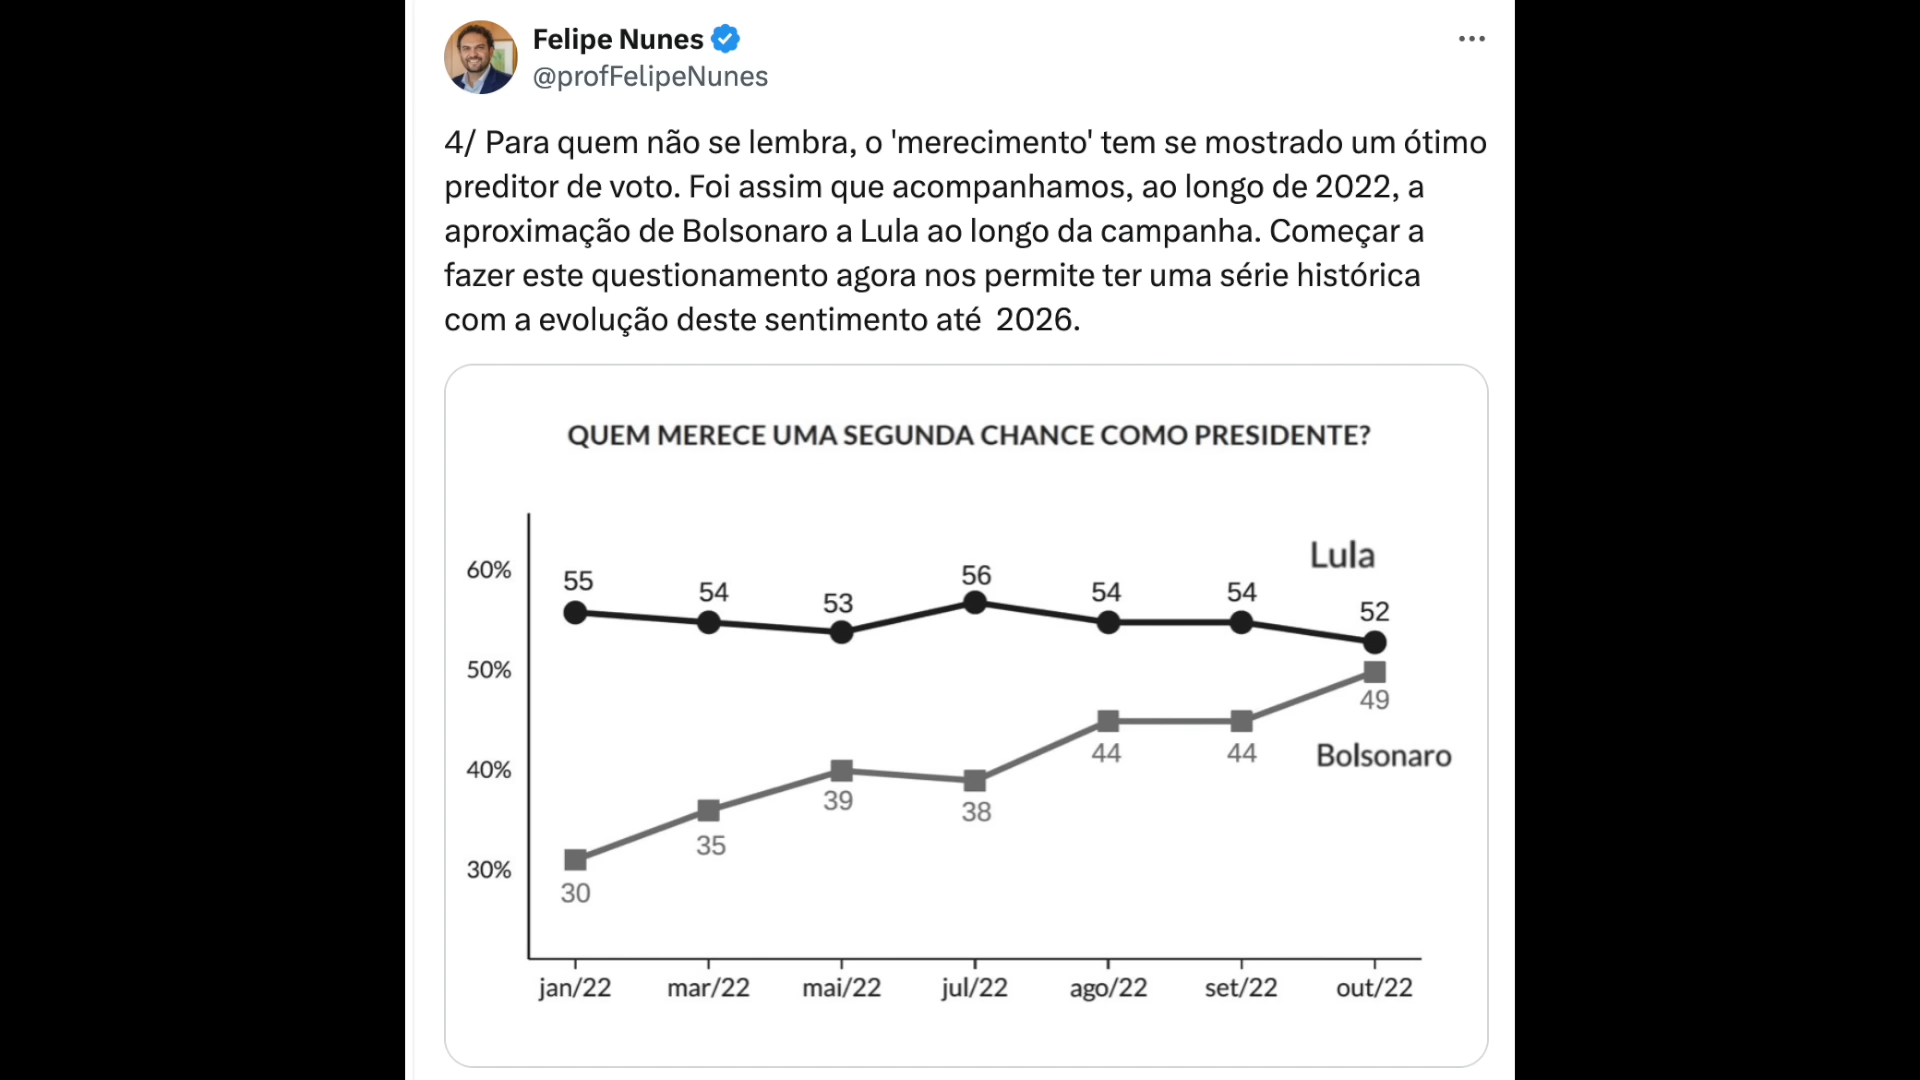 Felipe Nunes
@profFelipeNunes
4/ Para quem não se lembra, o 'merecimento' tem se mostrado um ótimo
preditor de voto. Foi assim que acompanhamos, ao longo de 2022, a
aproximação de Bolsonaro a Lula ao longo da campanha. Começar a
fazer este questionamento agora nos permite ter uma série histórica
com a evolução deste sentimento até  2026.
QUEM MERECE UMA SEGUNDA CHANCE COMO PRESIDENTE?
Lula
60%
55 54 53 56 54 54 52
50%
49
44 44
Bolsonaro
40%
39 38
35
30%
30
jan/22 mar/22 mai/22 jul/22 ago/22 set/22 out/22